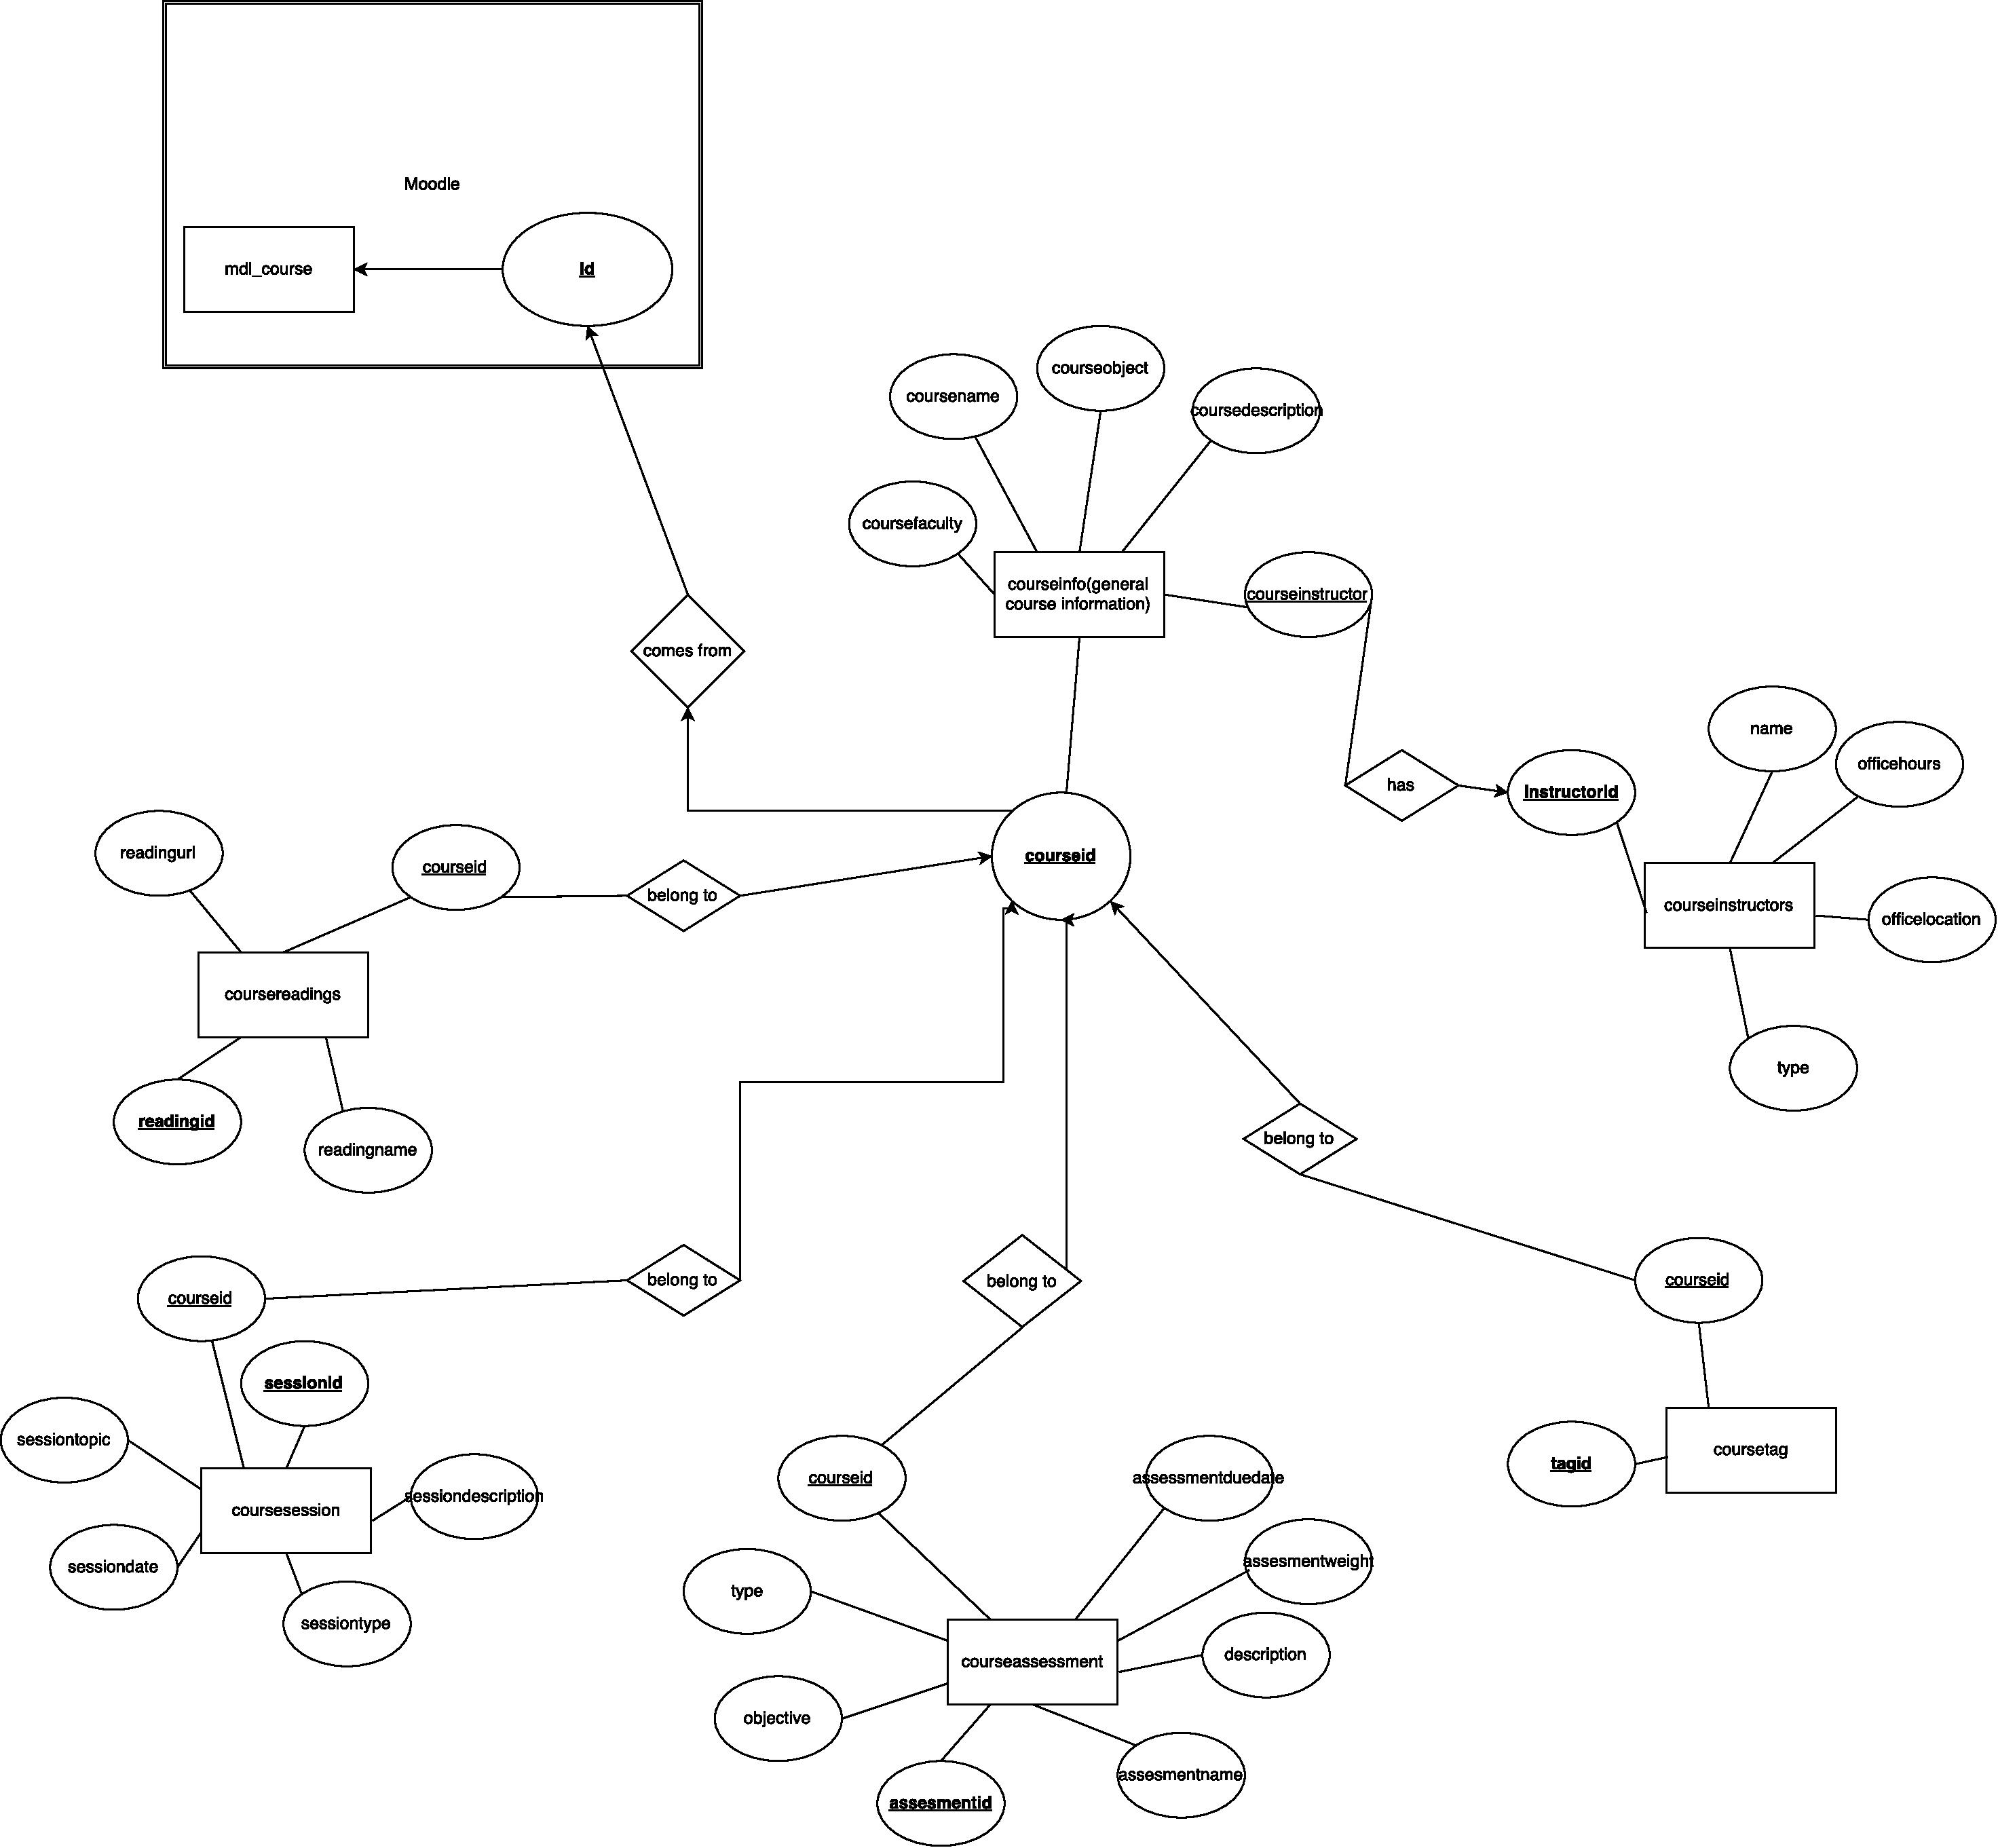 Moodle
mdl_course
Id
courseobject
coursename
coursedescription
coursefaculty
courseinfo(general
course information)
courseinstructor
comes from
name
officehours
has
InstructorId
readingurl
courseid
belong to
courseid
courseinstructors
officelocation
coursereadings
type
readingid
readingname
belong to
courseid
belong to
belong to
courseid
sessionId
sessiontopic
coursetag
tagid
courseid
assessmentduedate
sessiondescription
coursesession
sessiondate
assesmentweight
type
sessiontype
description
courseassessment
objective
assesmentname
assesmentid